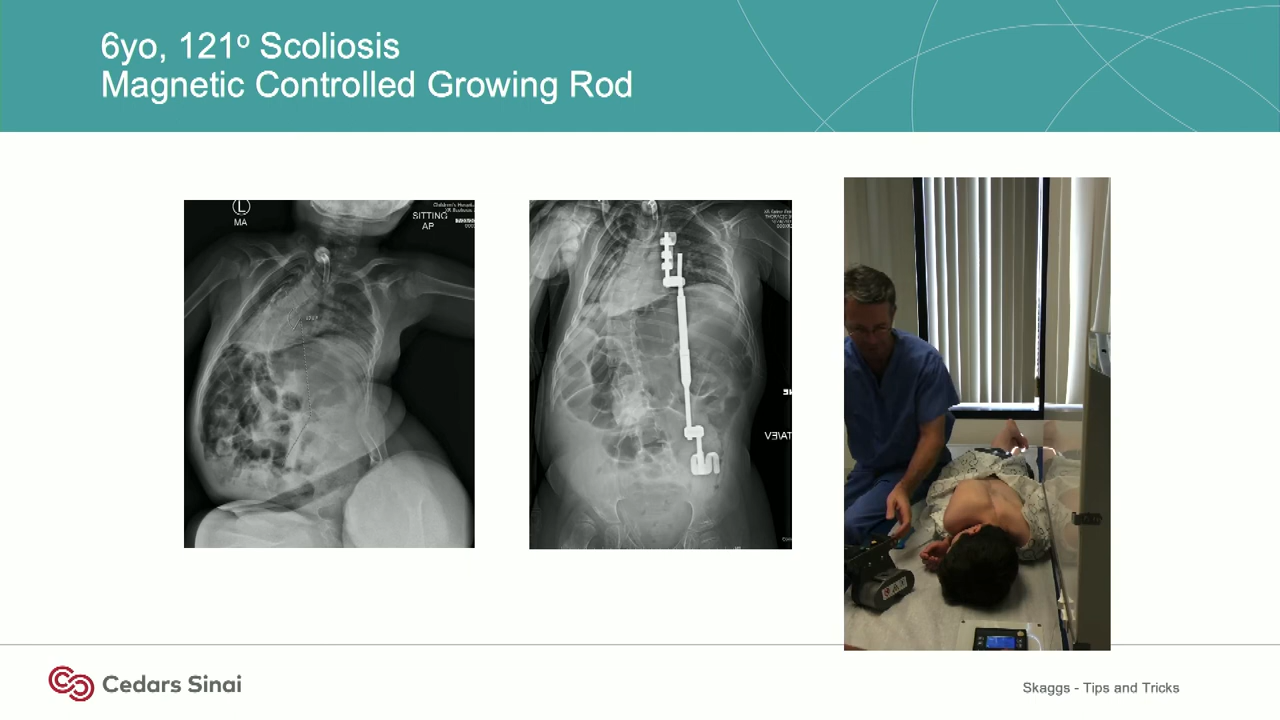 6yo, 121º Scoliosis
Magnetic Controlled Growing Rod
L
MA
SITTING
AP
Cedars Sinai
Skaggs - Tips and Tricks